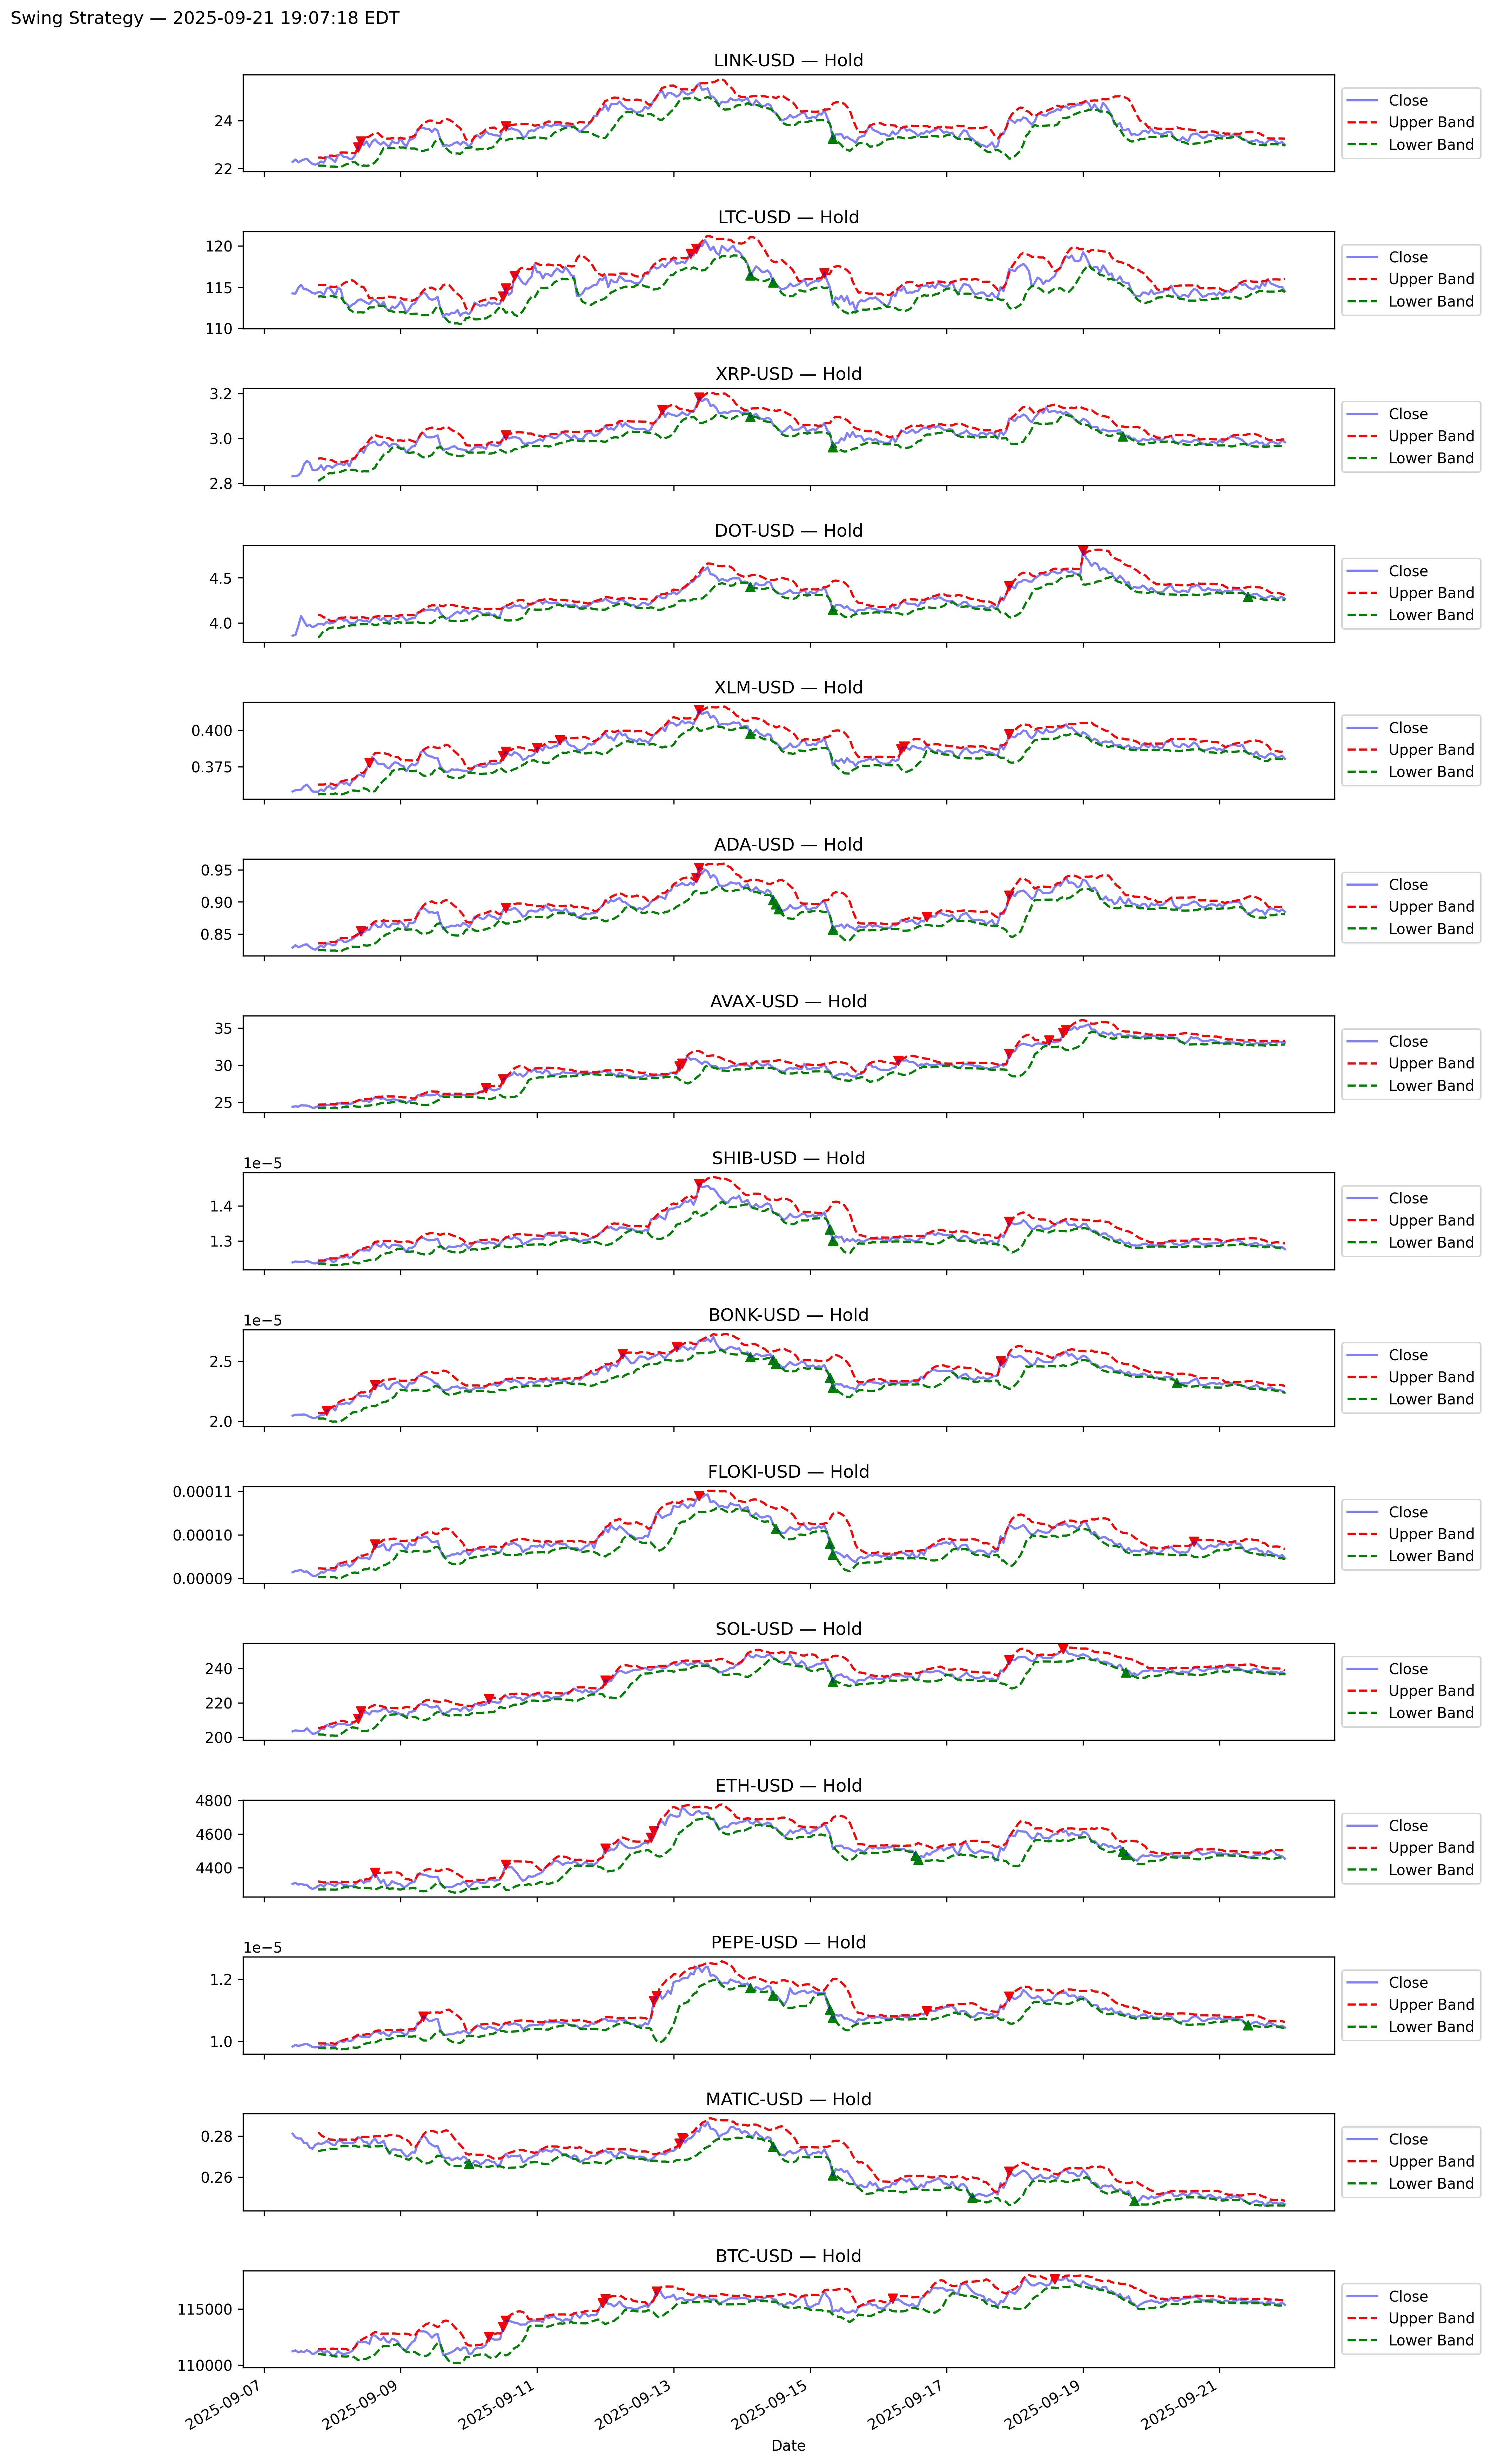 Swing Strategy — 2025-09-21 19:07:18 EDT
LINK-USD — Hold
24
22
Close
Upper Band
Lower Band
LTC-USD — Hold
120
115
110
Close
Upper Band
Lower Band
XRP-USD — Hold
3.2
3.0
2.8
Close
Upper Band
Lower Band
DOT-USD — Hold
4.5
4.0
Close
Upper Band
Lower Band
XLM-USD — Hold
0.400
0.375
Close
Upper Band
Lower Band
ADA-USD — Hold
0.95
0.90
0.85
Close
Upper Band
Lower Band
AVAX-USD — Hold
35
30
25
Close
Upper Band
Lower Band
SHIB-USD — Hold
1e−5
1.4
1.3
Close
Upper Band
Lower Band
BONK-USD — Hold
1e−5
2.5
2.0
Close
Upper Band
Lower Band
FLOKI-USD — Hold
0.00011
0.00010
0.00009
Close
Upper Band
Lower Band
SOL-USD — Hold
240
220
200
Close
Upper Band
Lower Band
ETH-USD — Hold
4800
4600
4400
Close
Upper Band
Lower Band
PEPE-USD — Hold
1e−5
1.2
1.0
Close
Upper Band
Lower Band
MATIC-USD — Hold
0.28
0.26
Close
Upper Band
Lower Band
BTC-USD — Hold
115000
110000
Close
Upper Band
Lower Band
2025-09-07
2025-09-09
2025-09-11
2025-09-13
2025-09-15
2025-09-17
2025-09-19
2025-09-21
Date